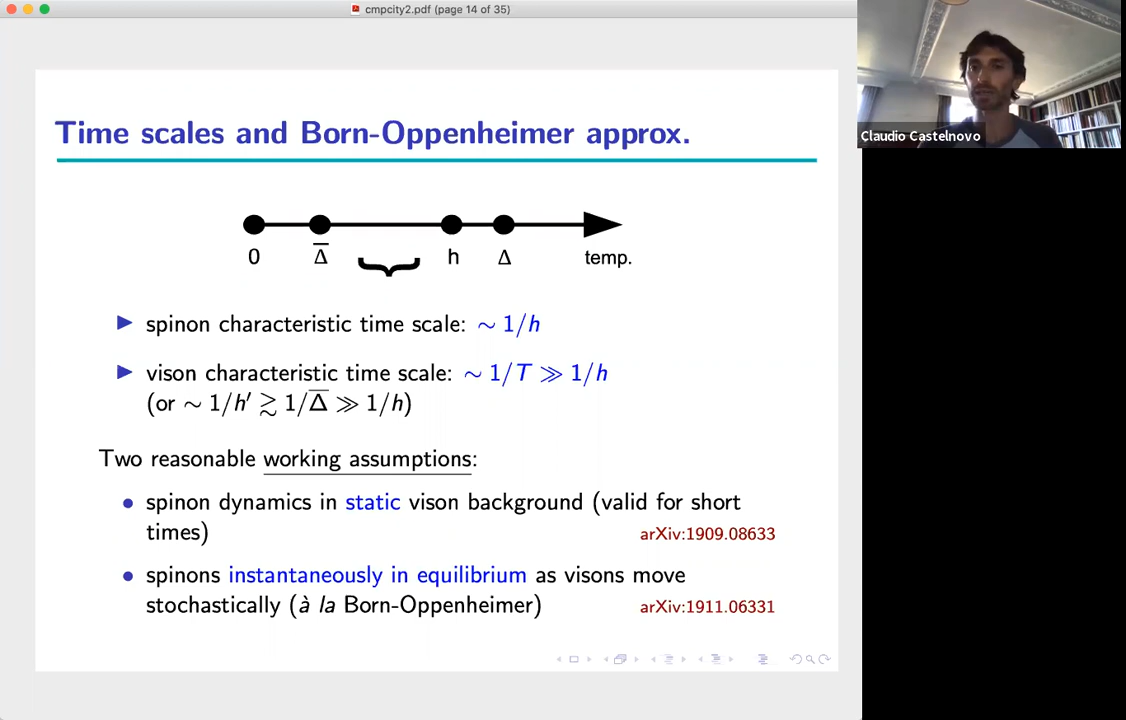 cmpcity2.pdf (page 14 of 35)
Claudio Castelnovo
Time scales and Born-Oppenheimer approx.
0 Δ̅ h Δ temp.
spinon characteristic time scale: ∼ 1/h
vison characteristic time scale: ∼ 1/T ≫ 1/h
(or ∼ 1/h′ ≳ 1/Δ̅ ≫ 1/h)
Two reasonable working assumptions:
• spinon dynamics in static vison background (valid for short
times) arXiv:1909.08633
• spinons instantaneously in equilibrium as visons move
stochastically (à la Born-Oppenheimer) arXiv:1911.06331